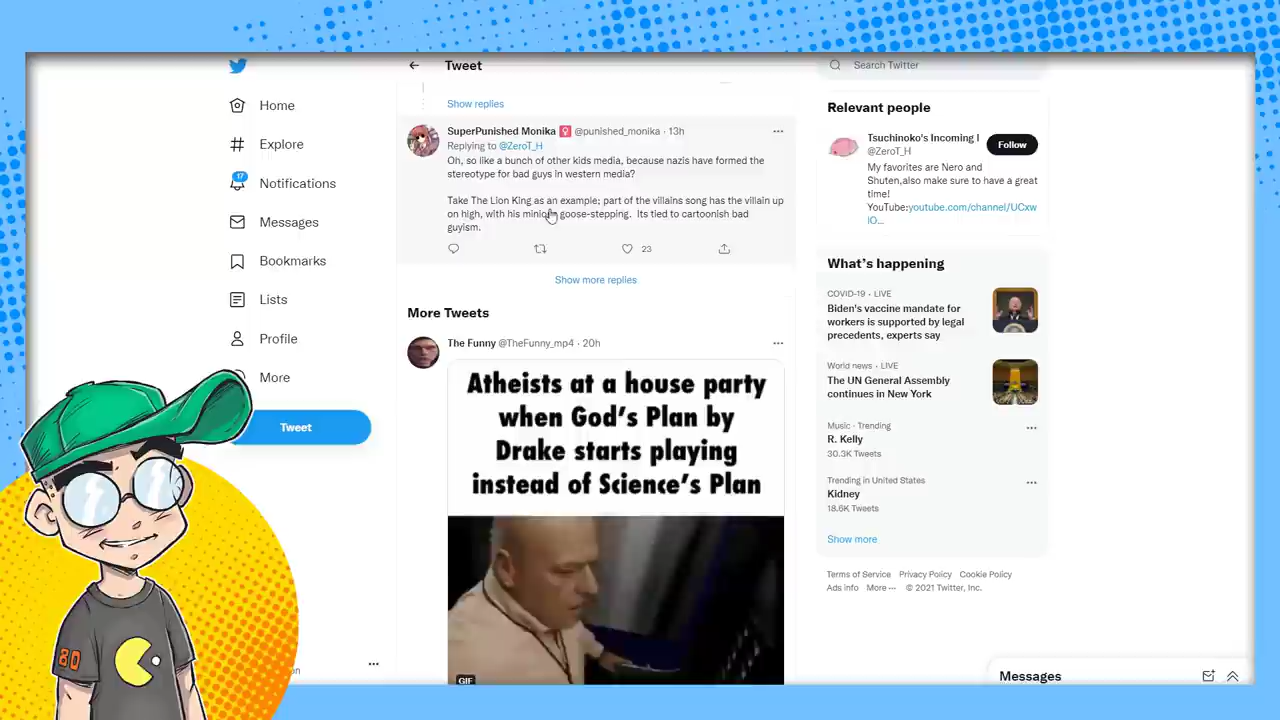 Home
Explore
17
Notifications
Messages
Bookmarks
Lists
Profile
More
Tweet
80
Tweet
Show replies
SuperPunished Monika @punished_monika · 13h
Replying to @ZeroT_H
Oh, so like a bunch of other kids media, because nazis have formed the
stereotype for bad guys in western media?
Take The Lion King as an example; part of the villains song has the villain up
on high, with his minions goose-stepping. Its tied to cartoonish bad
guyism.
23
Show more replies
More Tweets
The Funny @TheFunny_mp4 · 20h
Atheists at a house party
when God's Plan by
Drake starts playing
instead of Science's Plan
GIF
Search Twitter
Relevant people
Tsuchinoko's Incoming
@ZeroT_H
Follow
My favorites are Nero and
Shuten,also make sure to have a great
time!
YouTube:youtube.com/channel/UCxw
IO...
What's happening
COVID-19 · LIVE
Biden's vaccine mandate for
workers is supported by legal
precedents, experts say
World news · LIVE
The UN General Assembly
continues in New York
Music · Trending
R. Kelly
30.3K Tweets
Trending in United States
Kidney
18.6K Tweets
Show more
Terms of Service Privacy Policy Cookie Policy
Ads info More ··· © 2021 Twitter, Inc.
Messages